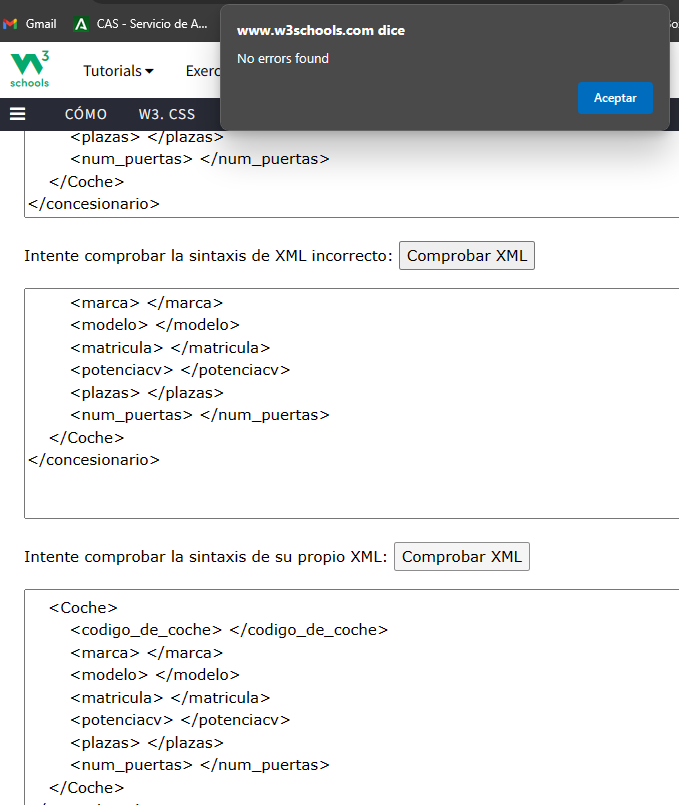 Gmail
CAS - Servicio de A...
www.w3schools.com dice
No errors found
Aceptar
W3
schools
Tutorials
Exerc
CÓMO
W3. CSS
<plazas> </plazas>
<num_puertas> </num_puertas>
</Coche>
</concesionario>
Intente comprobar la sintaxis de XML incorrecto: Comprobar XML
<marca> </marca>
<modelo> </modelo>
<matricula> </matricula>
<potenciacv> </potenciacv>
<plazas> </plazas>
<num_puertas> </num_puertas>
</Coche>
</concesionario>
Intente comprobar la sintaxis de su propio XML: Comprobar XML
<Coche>
<codigo_de_coche> </codigo_de_coche>
<marca> </marca>
<modelo> </modelo>
<matricula> </matricula>
<potenciacv> </potenciacv>
<plazas> </plazas>
<num_puertas> </num_puertas>
</Coche>